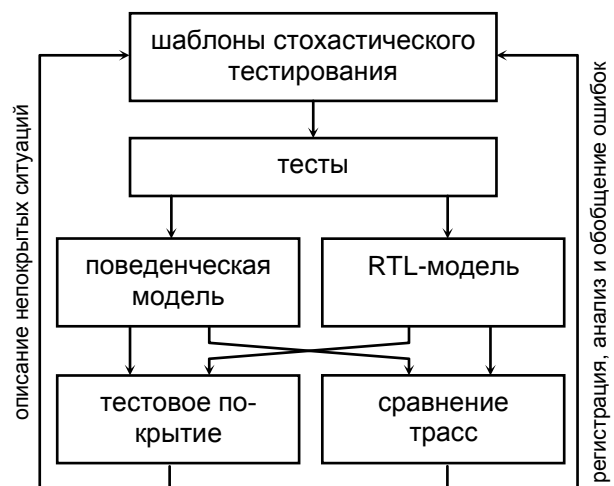 шаблоны стохастического
тестирования
тесты
поведенческая
модель
RTL-модель
тестовое по-
крытие
сравнение
трасс
описание непокрытых ситуаций
регистрация, анализ и обобщение ошибок